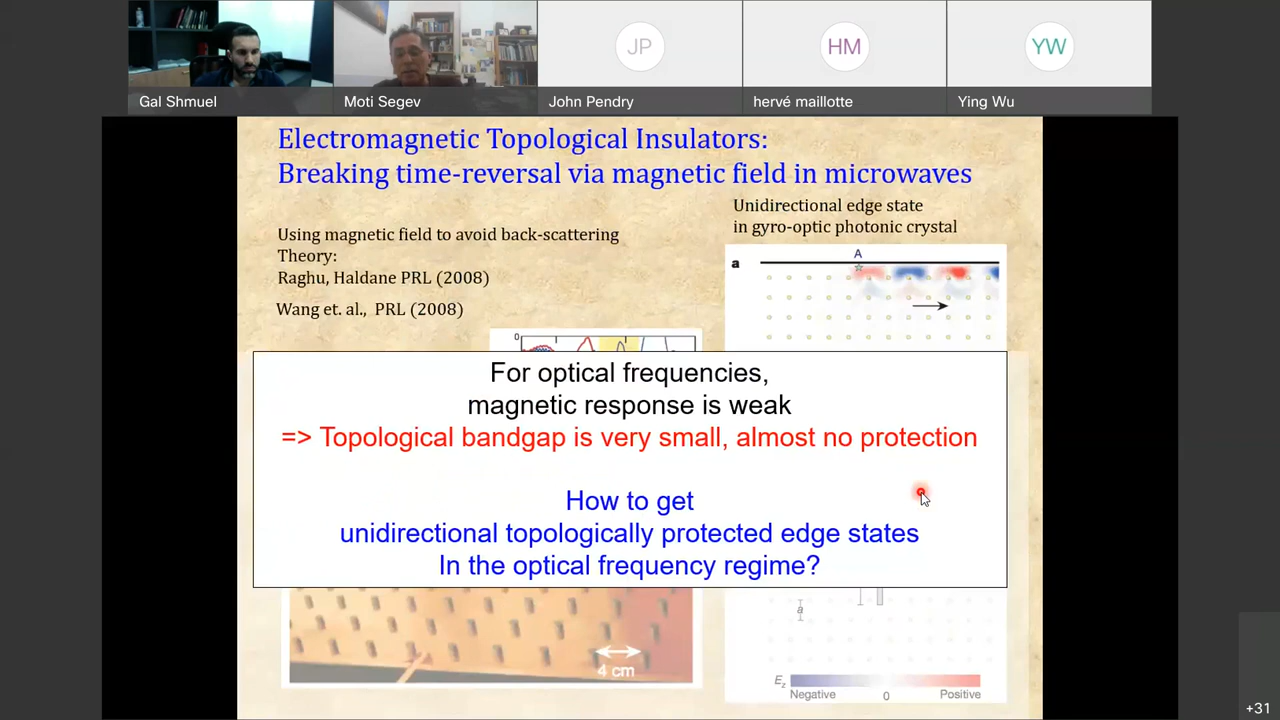 JP
HM
YW
Gal Shmuel
Moti Segev
John Pendry
hervé maillotte
Ying Wu
Electromagnetic Topological Insulators:
Breaking time-reversal via magnetic field in microwaves
Using magnetic field to avoid back-scattering
Theory:
Raghu, Haldane PRL (2008)
Wang et. al., PRL (2008)
Unidirectional edge state
in gyro-optic photonic crystal
a
A
0
For optical frequencies,
magnetic response is weak
=> Topological bandgap is very small, almost no protection
How to get
unidirectional topologically protected edge states
In the optical frequency regime?
4 cm
a
Ez
Negative
0
Positive
+31